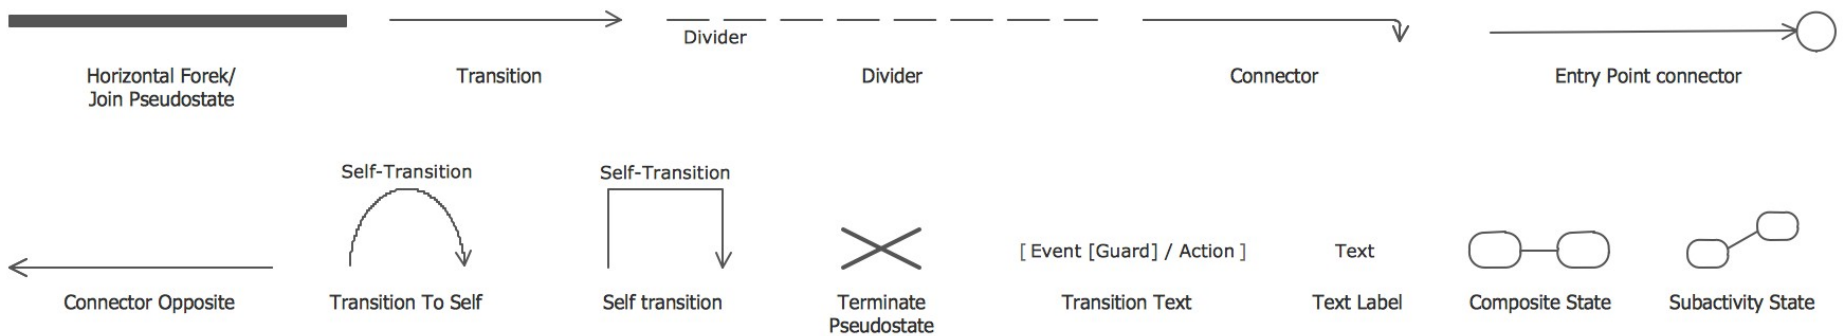 Divider
Horizontal Forek/
Join Pseudostate
Transition
Divider
Connector
Entry Point connector
Self-Transition
Self-Transition
[ Event [Guard] / Action ]
Text
Connector Opposite
Transition To Self
Self transition
Terminate
Pseudostate
Transition Text
Text Label
Composite State
Subactivity State